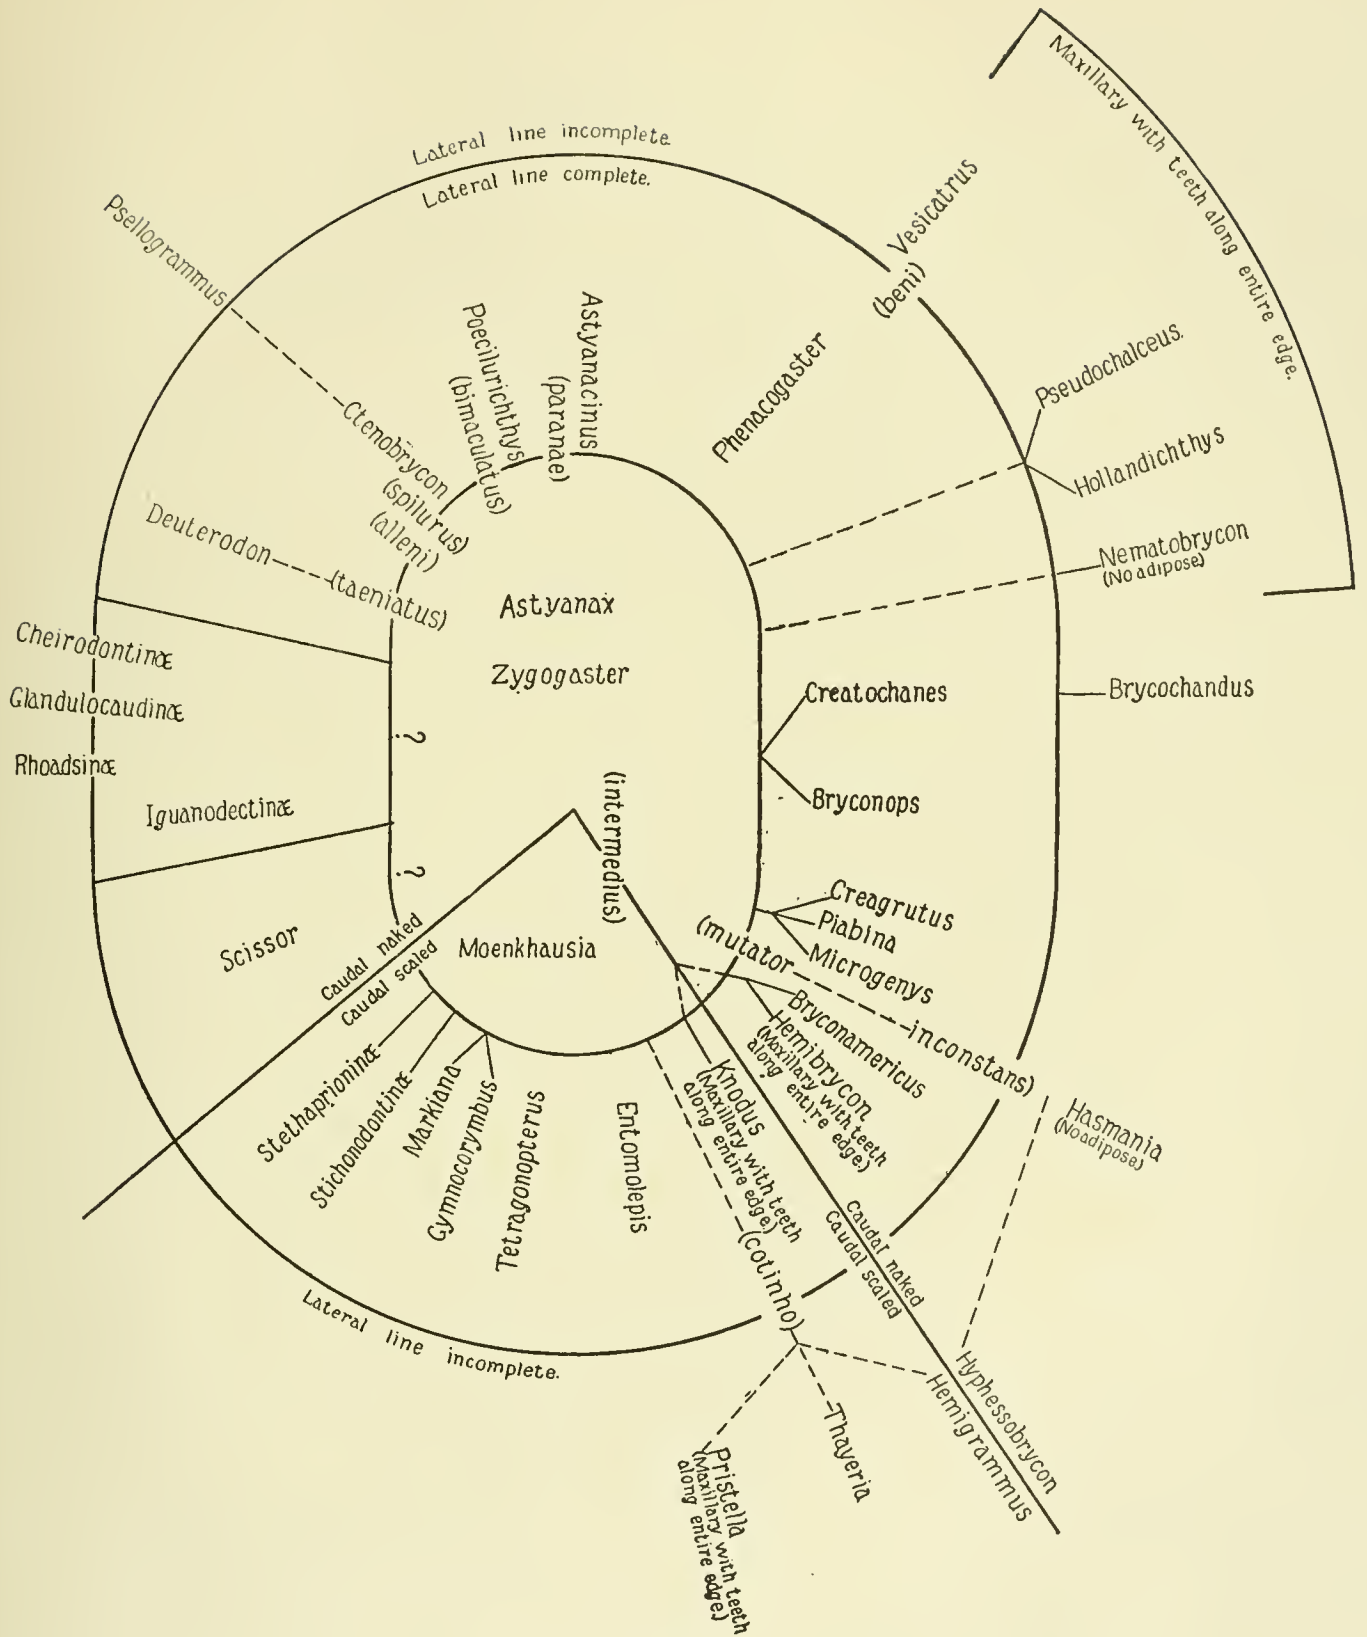 Maxillary with teeth along entire edge.
Lateral line incomplete
Lateral line complete.
Psellogrammus
Vesicatrus
(beni)
Astyanacinus
(paranae)
Poecilurichthys
(bimaculatus)
Ctenobrycon
(spilurus)
(alleni)
Phenacogaster
Pseudochalceus.
Hollandichthys
Nematobrycon
(No adipose)
Deuterodon
(taeniatus)
Astyanax
Zygogaster
Cheirodontinæ
Glandulocaudinæ
Rhoadsinæ
Iguanodectinæ
?
?
Creatochanes
Bryconops
Brycochandus
(intermedius)
Creagrutus
Piabina
Microgenys
(mutator
inconstans)
Scissor
Caudal naked
Caudal scaled
Moenkhausia
Bryconamericus
Hemibrycon
(Maxillary with teeth
along entire edge.)
Knodus
(Maxillary with teeth
along entire edge.)
Hasmania
(No adipose)
Stethaprioninæ
Stichonodontinæ
Markiana
Gymnocorymbus
Tetragonopterus
Entomolepis
(cotinho)
Caudal naked
Caudal scaled
Lateral line incomplete.
Hyphessobrycon
Hemigrammus
Thayeria
Pristella
(Maxillary with teeth
along entire edge.)